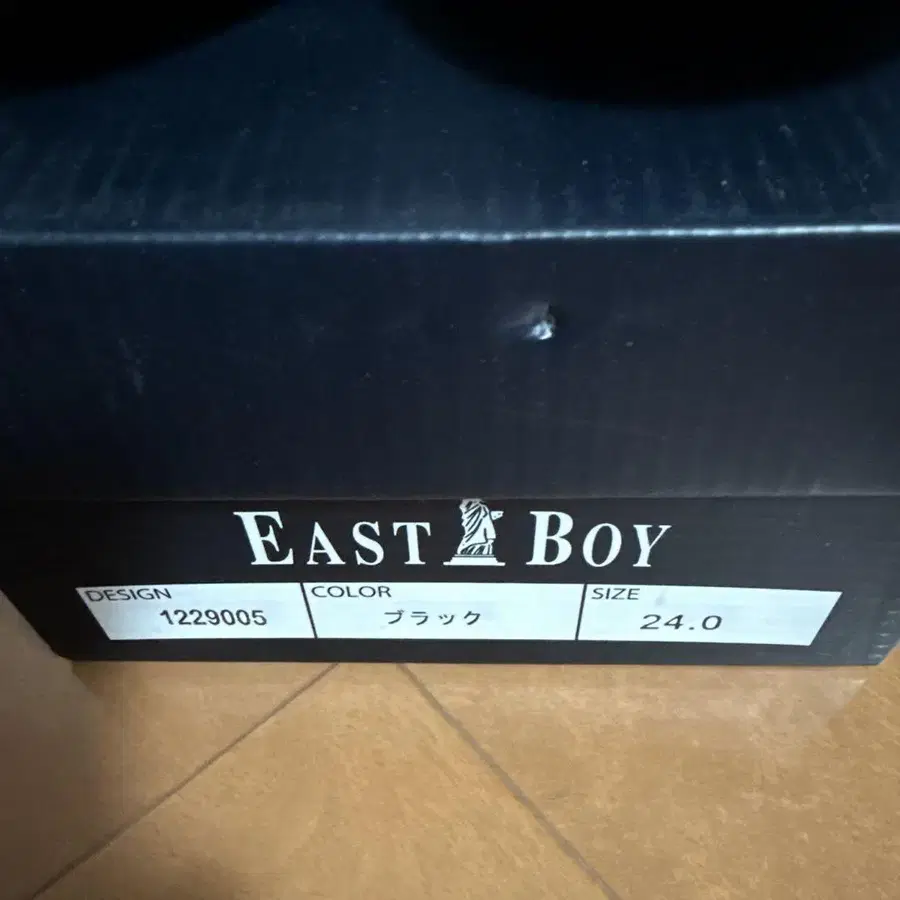 EAST BOY
DESIGN COLOR SIZE
1229005 ブラック 24.0